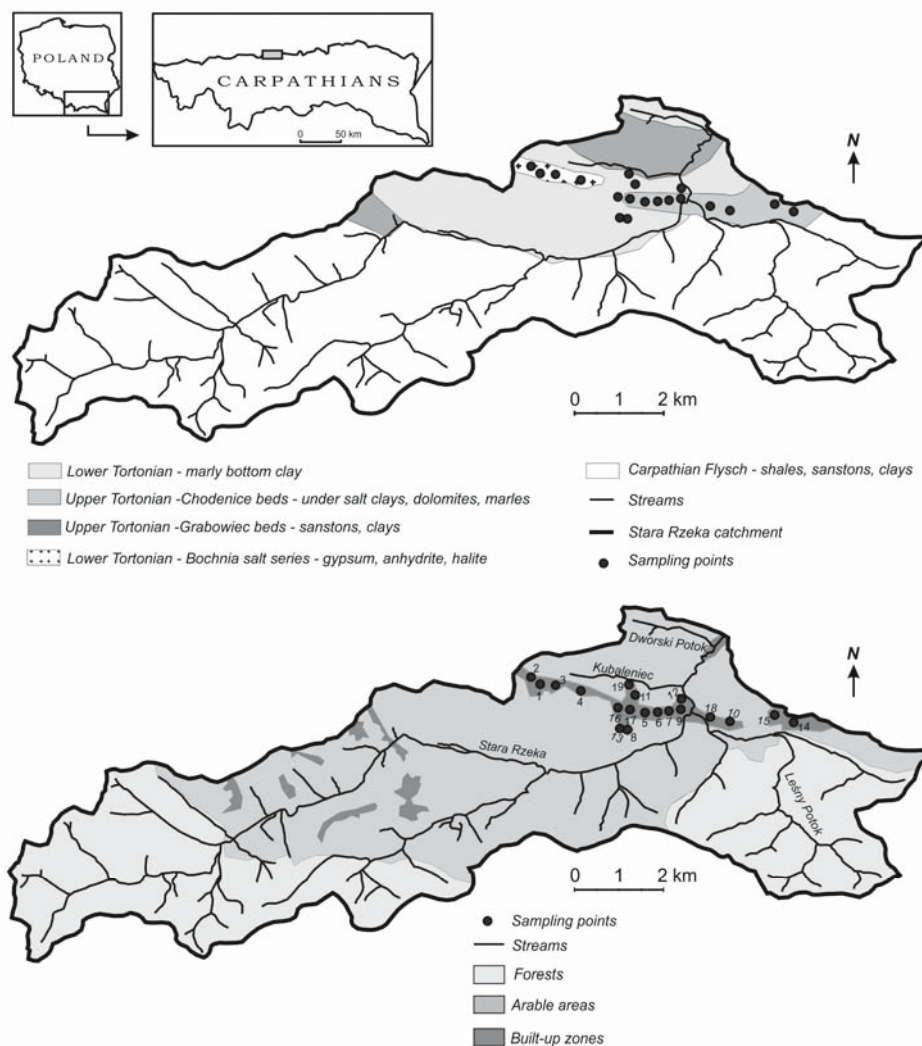 POLAND
CARPATHIANS
0 50 km
N
0 1 2 km
Lower Tortonian - marly bottom clay
Upper Tortonian -Chodenice beds - under salt clays, dolomites, marles
Upper Tortonian -Grabowiec beds - sanstons, clays
Lower Tortonian - Bochnia salt series - gypsum, anhydrite, halite
Carpathian Flysch - shales, sanstons, clays
Streams
Stara Rzeka catchment
Sampling points
Dworski Potok
N
Kubaleniec
2
1
3
4
19
11
12
16
5
6
7
9
18
10
15
14
13
8
Stara Rzeka
Leśny Potok
0 1 2 km
Sampling points
Streams
Forests
Arable areas
Built-up zones